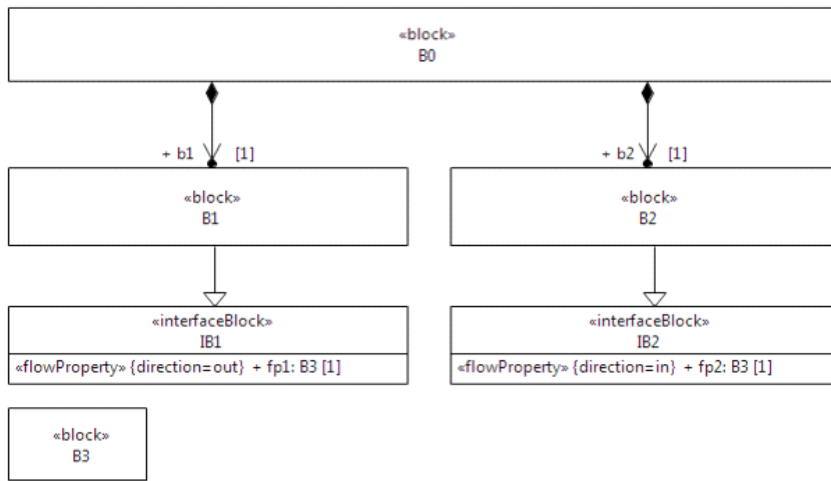 «block»
B0
+ b1 [1]
+ b2 [1]
«block»
B1
«block»
B2
«interfaceBlock»
IB1
«flowProperty» {direction=out} + fp1: B3 [1]
«interfaceBlock»
IB2
«flowProperty» {direction=in} + fp2: B3 [1]
«block»
B3